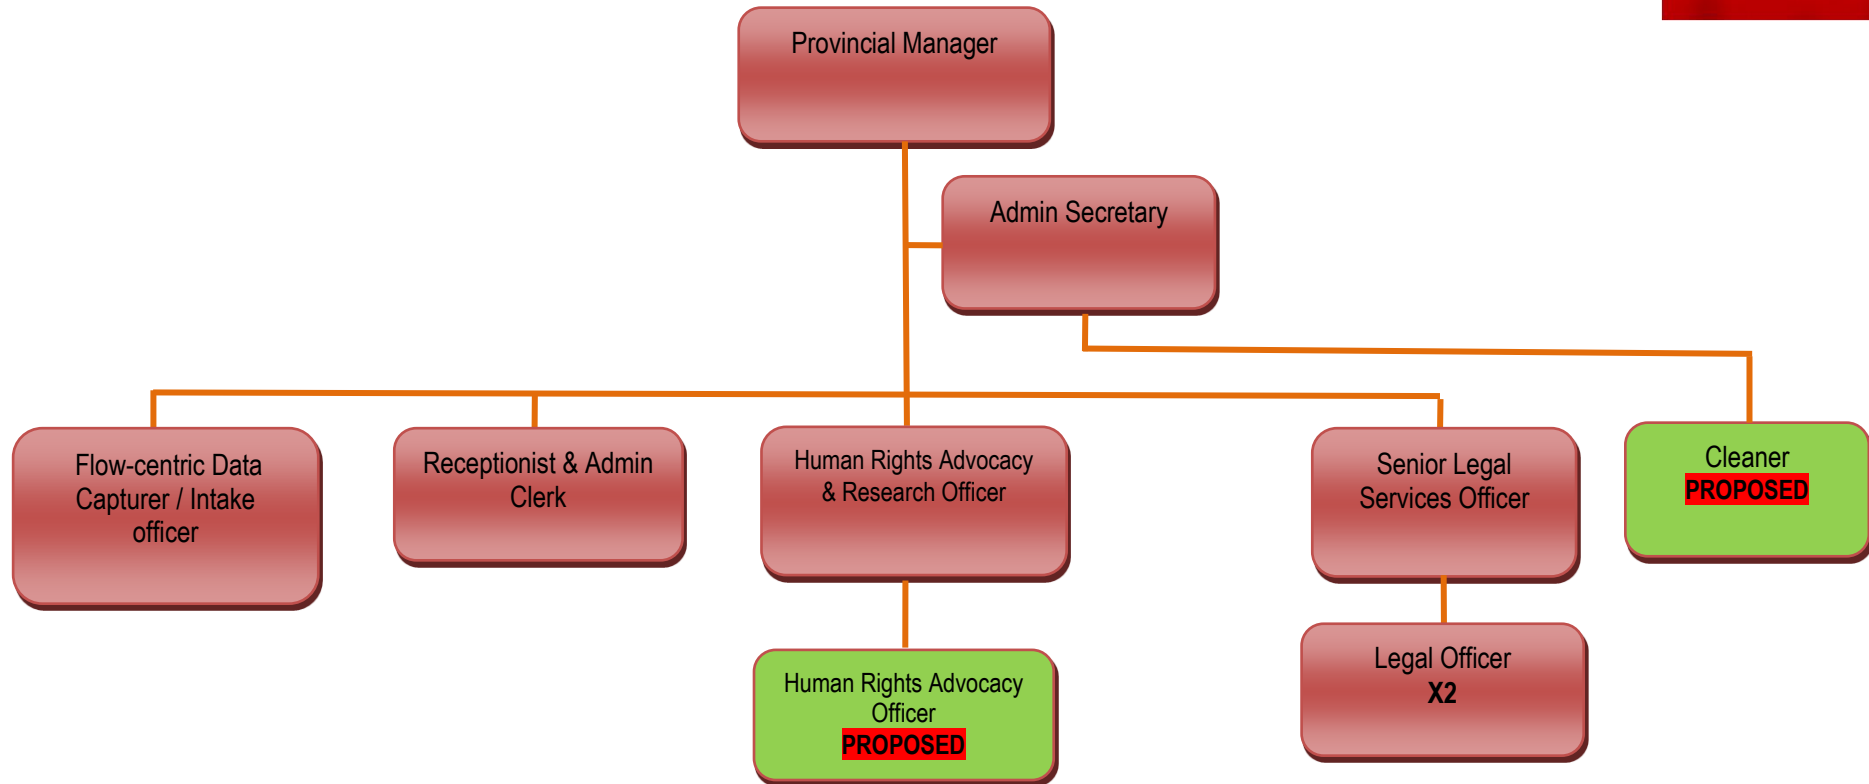 Provincial Manager
Admin Secretary
Flow-centric Data
Capturer / Intake
officer
Receptionist & Admin
Clerk
Human Rights Advocacy
& Research Officer
Senior Legal
Services Officer
Cleaner
PROPOSED
Human Rights Advocacy
Officer
PROPOSED
Legal Officer
X2